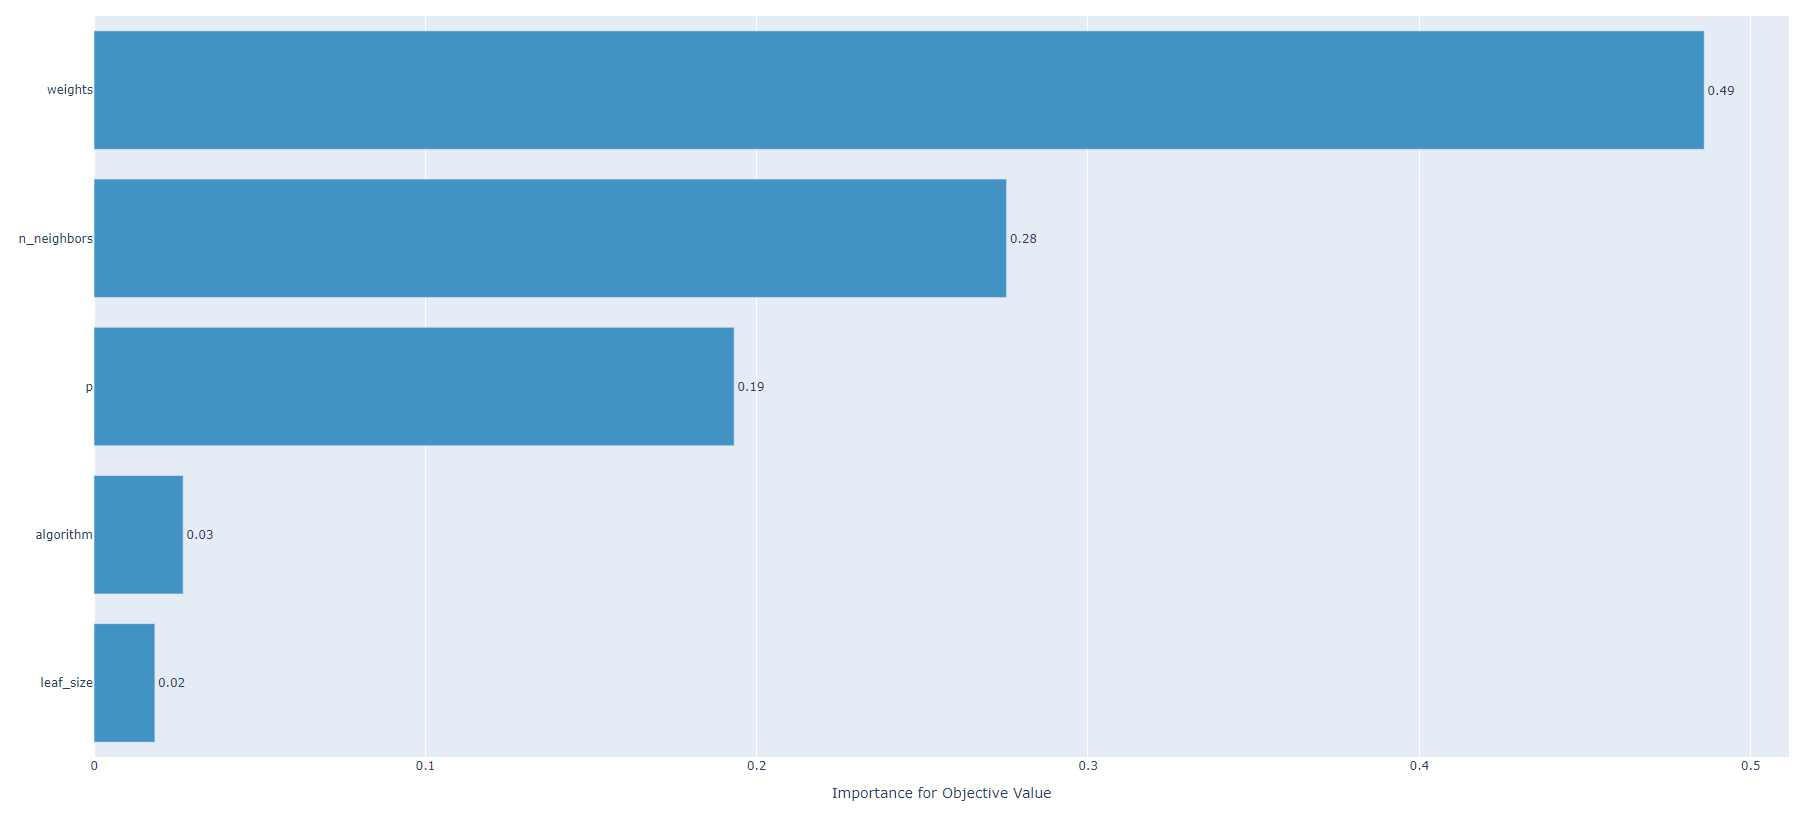 weights
0.49
n_neighbors
0.28
p
0.19
algorithm
0.03
leaf_size
0.02
0 0.1 0.2 0.3 0.4 0.5
Importance for Objective Value